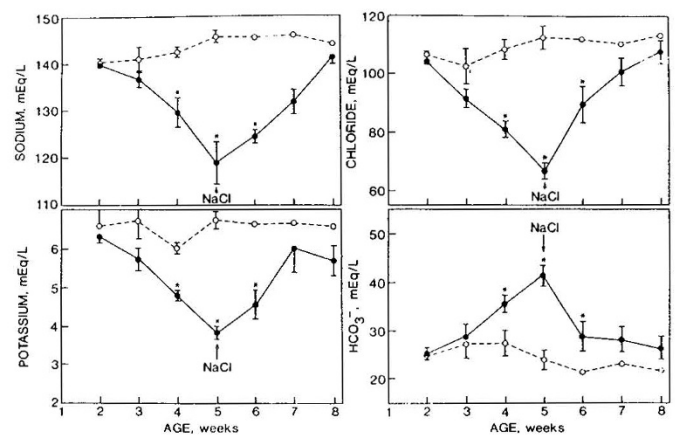 150
140
130
120
110
SODIUM, mEq/L
*
*
*
NaCl
120
100
80
60
CHLORIDE, mEq/L
*
*
*
NaCl
6
5
4
3
2
POTASSIUM, mEq/L
*
*
*
NaCl
1 2 3 4 5 6 7 8
AGE, weeks
50
40
30
20
HCO3⁻, mEq/L
NaCl
*
*
*
1 2 3 4 5 6 7 8
AGE, weeks